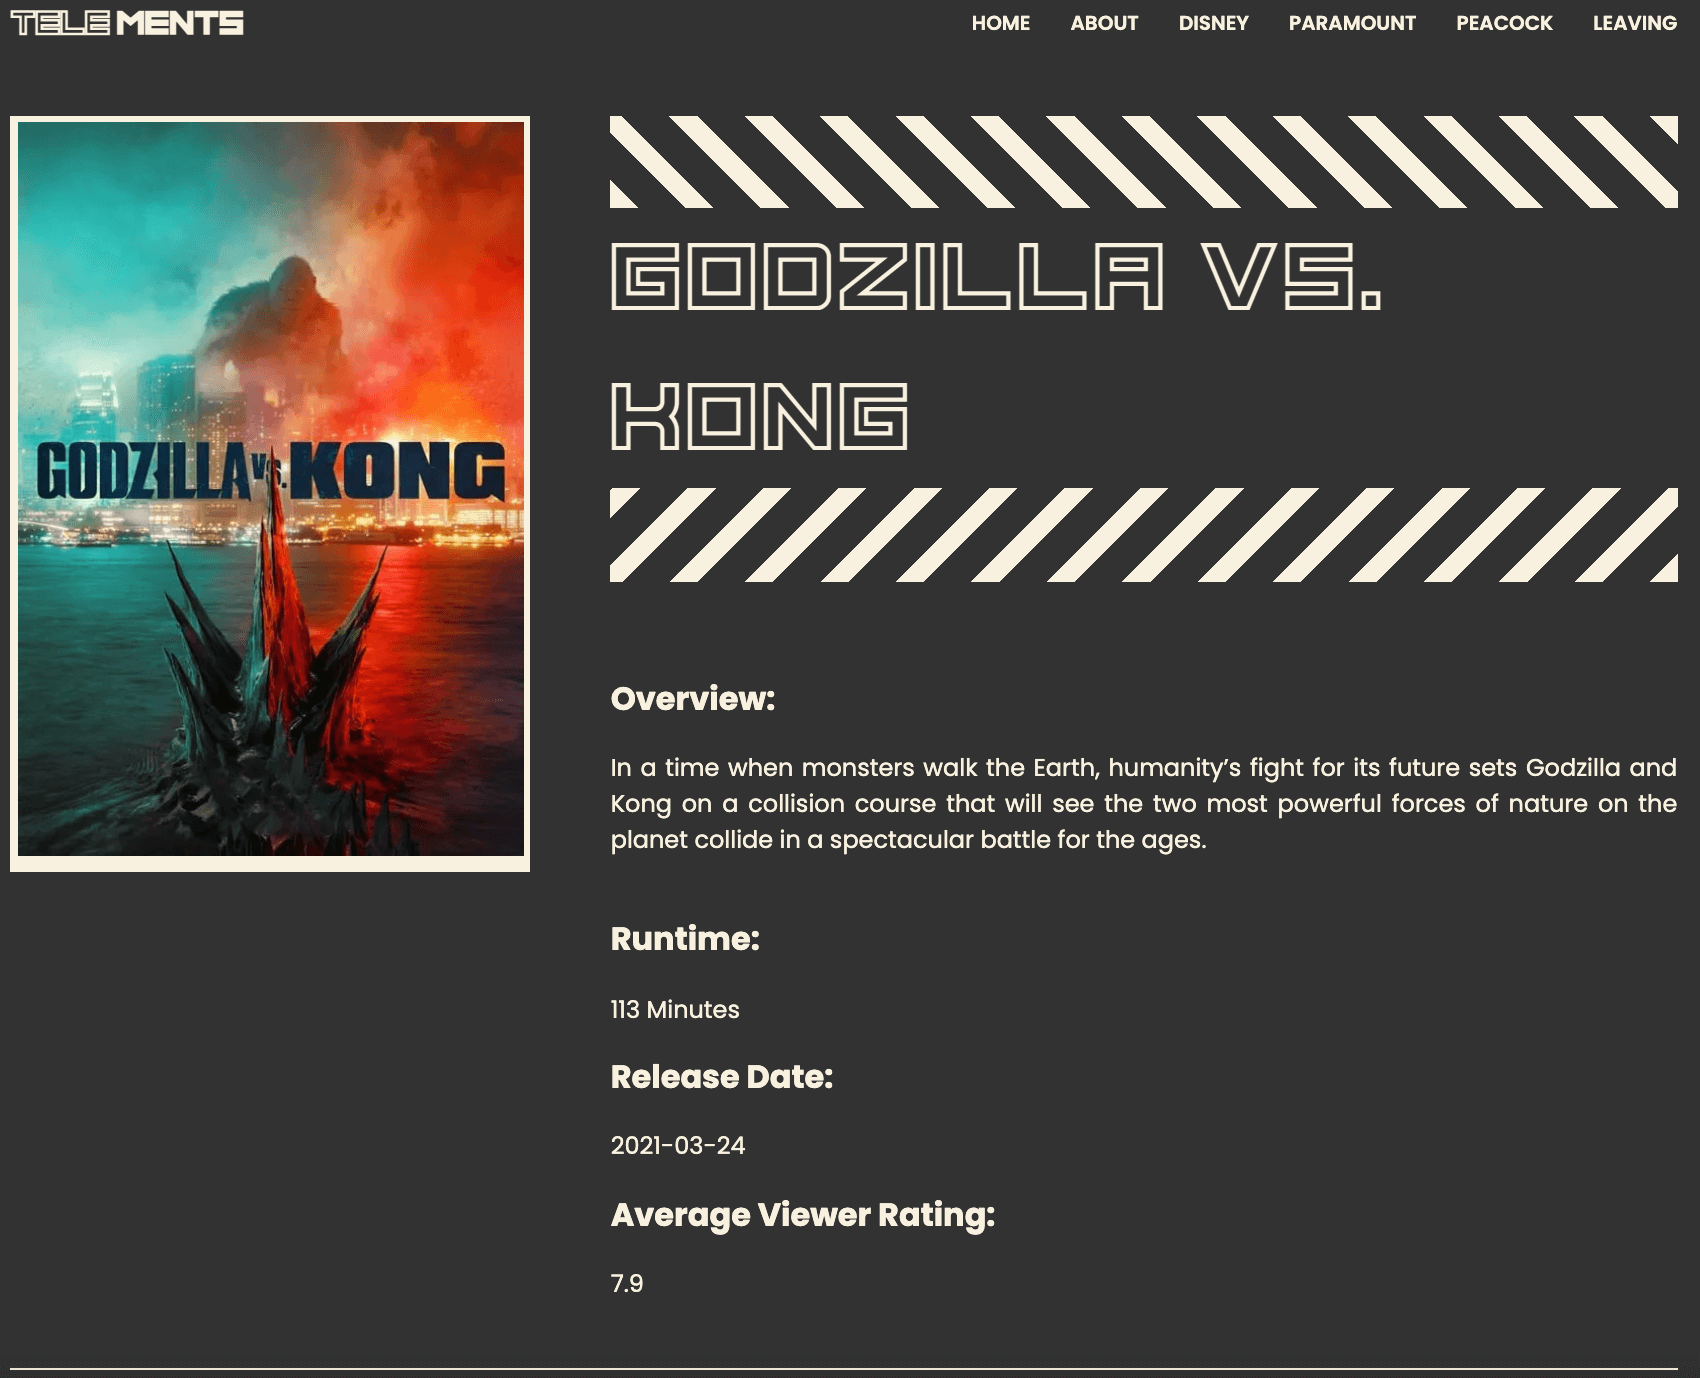 TELEMENTS
HOME ABOUT DISNEY PARAMOUNT PEACOCK LEAVING
GODZILLA VS.
KONG
GODZILLA VS. KONG
Overview:
In a time when monsters walk the Earth, humanity’s fight for its future sets Godzilla and
Kong on a collision course that will see the two most powerful forces of nature on the
planet collide in a spectacular battle for the ages.
Runtime:
113 Minutes
Release Date:
2021-03-24
Average Viewer Rating:
7.9